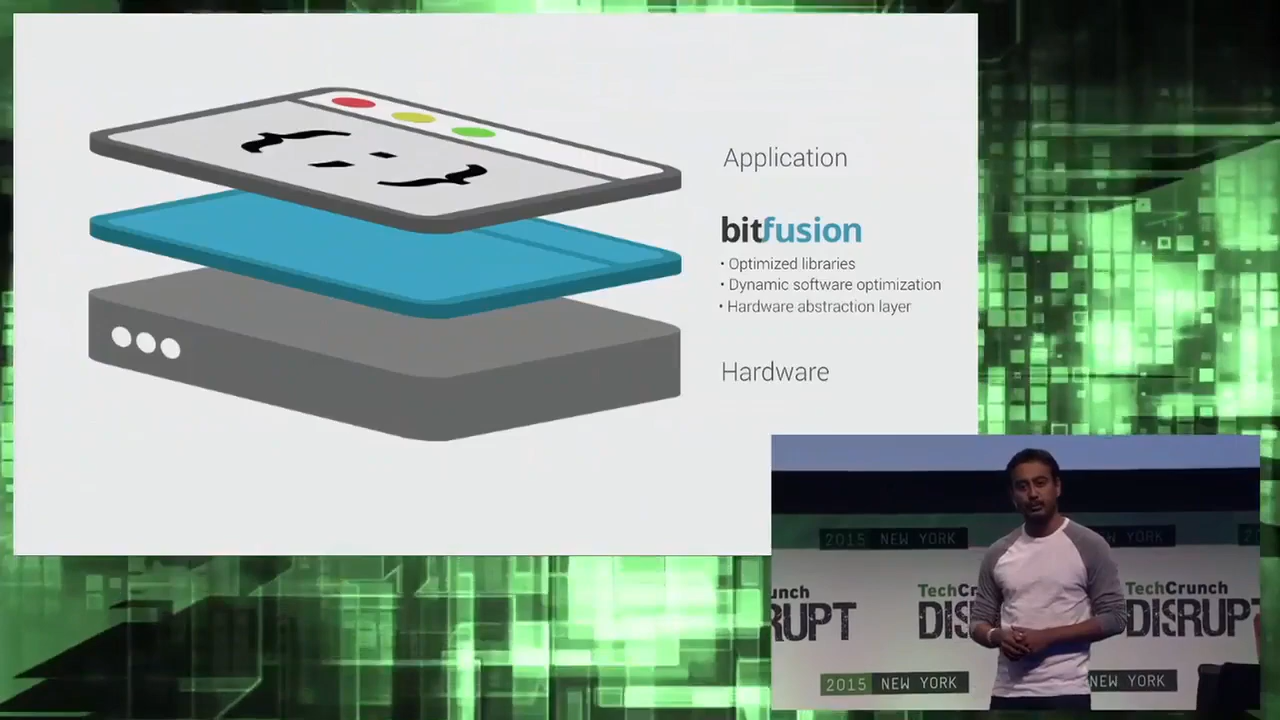 Application
bitfusion
• Optimized libraries
• Dynamic software optimization
• Hardware abstraction layer
Hardware
2015 NEW YORK
YORK
TechCrunch
DISRUPT
2015 NEW YORK
NEW YORK